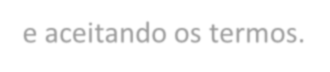 e aceitando os termos.